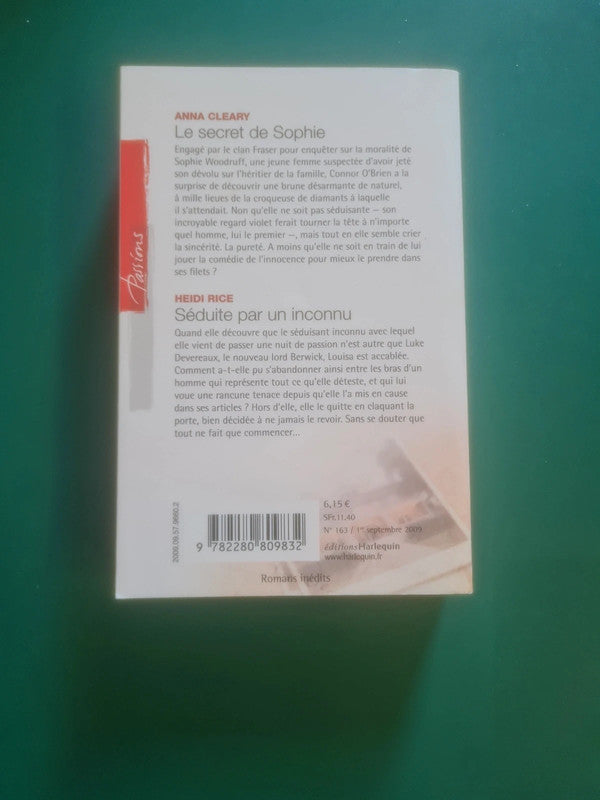 ANNA CLEARY
Le secret de Sophie
Engagé par le clan Fraser pour enquêter sur la moralité de
Sophie Woodruff, une jeune femme suspectée d'avoir jeté
son dévolu sur l'héritier de la famille, Connor O'Brien a la
surprise de découvrir une brune désarmante de naturel,
à mille lieues de la croqueuse de diamants à laquelle
il s'attendait. Non qu'elle ne soit pas séduisante – son
incroyable regard violet ferait tourner la tête à n'importe
quel homme, lui le premier –, mais tout en elle semble crier
la sincérité. La pureté. A moins qu'elle ne soit en train de lui
jouer la comédie de l'innocence pour mieux le prendre dans
ses filets ?
Passions
HEIDI RICE
Séduite par un inconnu
Quand elle découvre que le séduisant inconnu avec lequel
elle vient de passer une nuit de passion n'est autre que Luke
Devereaux, le nouveau lord Berwick, Louisa est accablée.
Comment a-t-elle pu s'abandonner ainsi entre les bras d'un
homme qui représente tout ce qu'elle déteste, et qui lui
voue une rancune tenace depuis qu'elle l'a mis en cause
dans ses articles ? Hors d'elle, elle le quitte en claquant la
porte, bien décidée à ne jamais le revoir. Sans se douter que
tout ne fait que commencer...
2009.09.57.9660.2
9 782280 809832
6,15 €
SFr.11.40
N° 163 / 1er septembre 2009
éditions Harlequin
www.harlequin.fr
Romans inédits